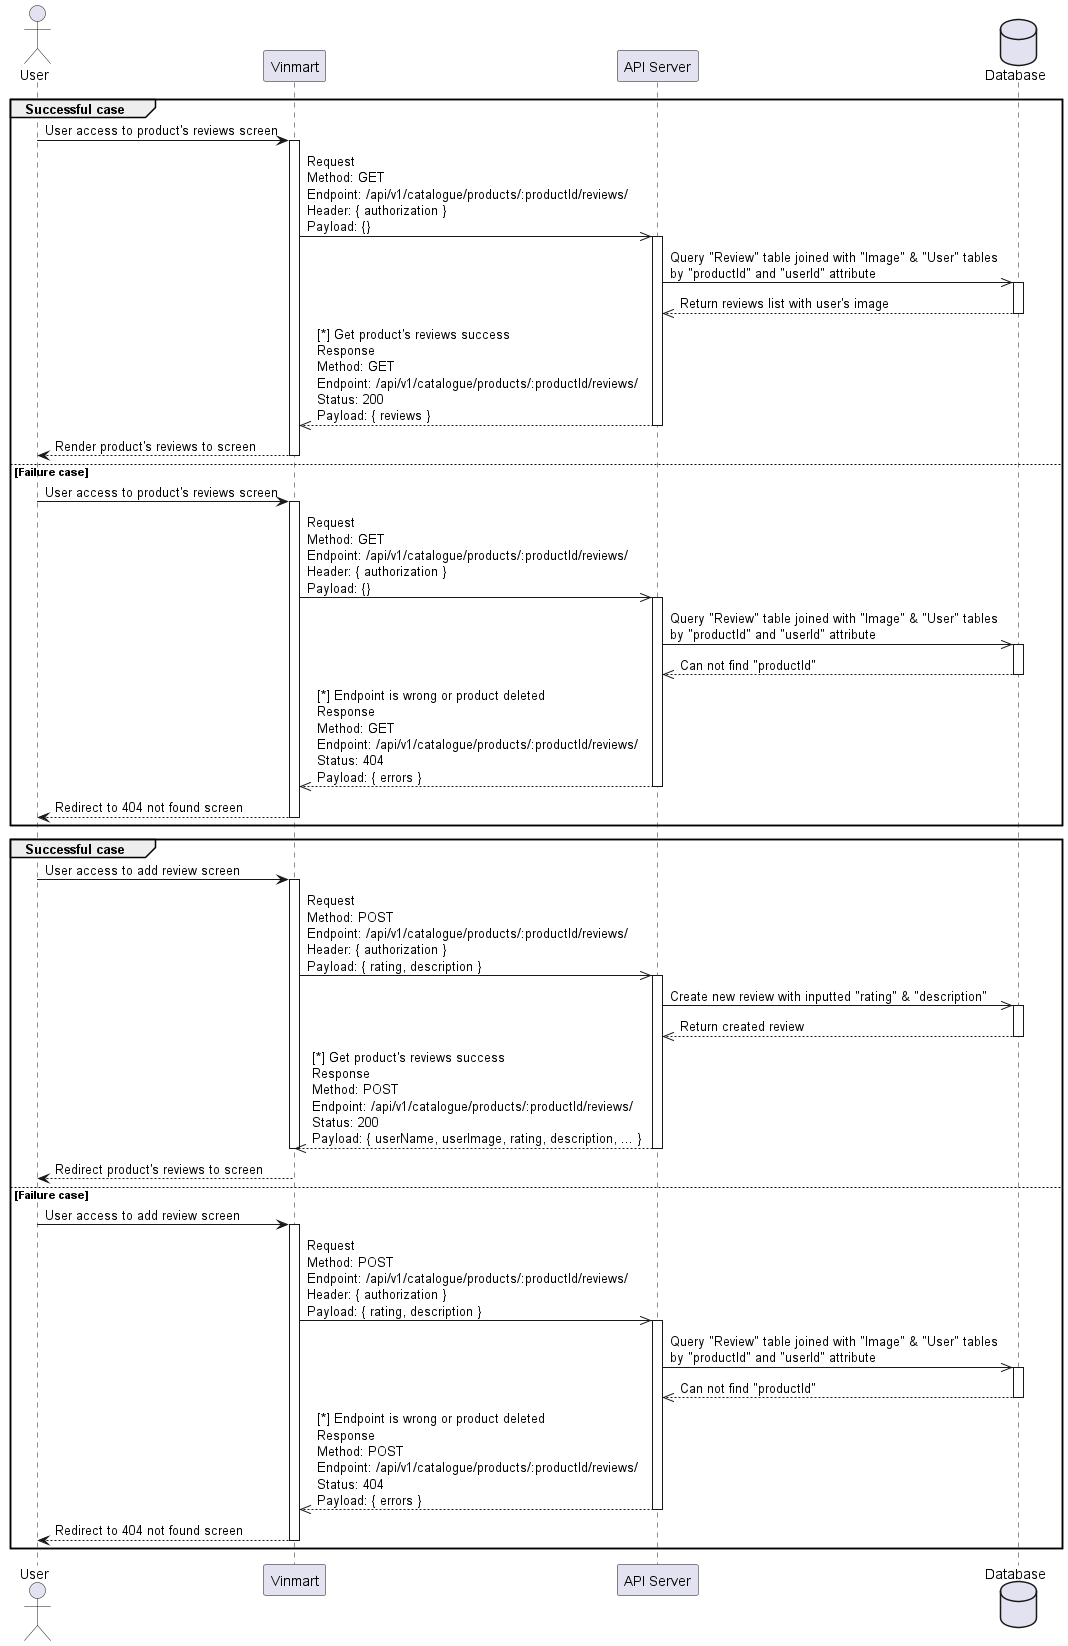 User
Vinmart
API Server
Database
Successful case
User access to product's reviews screen
Request
Method: GET
Endpoint: /api/v1/catalogue/products/:productId/reviews/
Header: { authorization }
Payload: {}
Query "Review" table joined with "Image" & "User" tables
by "productId" and "userId" attribute
Return reviews list with user's image
[*] Get product's reviews success
Response
Method: GET
Endpoint: /api/v1/catalogue/products/:productId/reviews/
Status: 200
Payload: { reviews }
Render product's reviews to screen
[Failure case]
User access to product's reviews screen
Request
Method: GET
Endpoint: /api/v1/catalogue/products/:productId/reviews/
Header: { authorization }
Payload: {}
Query "Review" table joined with "Image" & "User" tables
by "productId" and "userId" attribute
Can not find "productId"
[*] Endpoint is wrong or product deleted
Response
Method: GET
Endpoint: /api/v1/catalogue/products/:productId/reviews/
Status: 404
Payload: { errors }
Redirect to 404 not found screen
Successful case
User access to add review screen
Request
Method: POST
Endpoint: /api/v1/catalogue/products/:productId/reviews/
Header: { authorization }
Payload: { rating, description }
Create new review with inputted "rating" & "description"
Return created review
[*] Get product's reviews success
Response
Method: POST
Endpoint: /api/v1/catalogue/products/:productId/reviews/
Status: 200
Payload: { userName, userImage, rating, description, ... }
Redirect product's reviews to screen
[Failure case]
User access to add review screen
Request
Method: POST
Endpoint: /api/v1/catalogue/products/:productId/reviews/
Header: { authorization }
Payload: { rating, description }
Query "Review" table joined with "Image" & "User" tables
by "productId" and "userId" attribute
Can not find "productId"
[*] Endpoint is wrong or product deleted
Response
Method: POST
Endpoint: /api/v1/catalogue/products/:productId/reviews/
Status: 404
Payload: { errors }
Redirect to 404 not found screen
User
Vinmart
API Server
Database